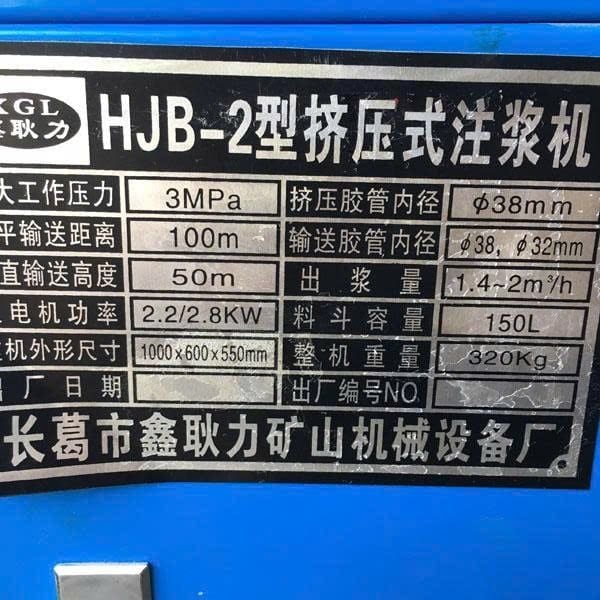 XGL
鑫耿力
HJB-2型挤压式注浆机
大工作压力 3MPa 挤压胶管内径 φ38mm
平输送距离 100m 输送胶管内径 φ38, φ32mm
直输送高度 50m 出浆量 1.4~2m³/h
电机功率 2.2/2.8KW 料斗容量 150L
机外形尺寸 1000×600×550mm 整机重量 320Kg
出厂日期 出厂编号NO
长葛市鑫耿力矿山机械设备厂